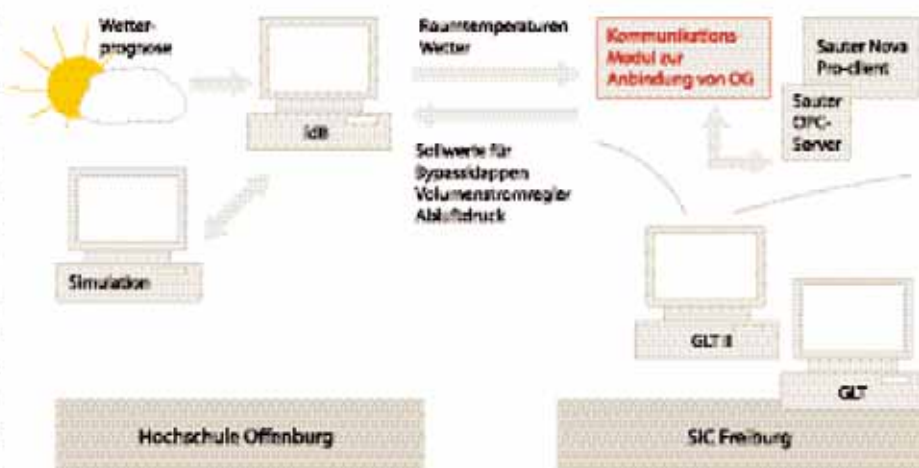 Wetter-
prognose
Raumtemperaturen
Wetter
Kommunikations
Modul zur
Anbindung von OG
Sauter Nova
Pro-client
Sauter
OPC-
Server
idB
Sollwerte für
Bypassklappen
Volumenstromregler
Abluftdruck
Simulation
GLT II
GLT
Hochschule Offenburg
SIC Freiburg